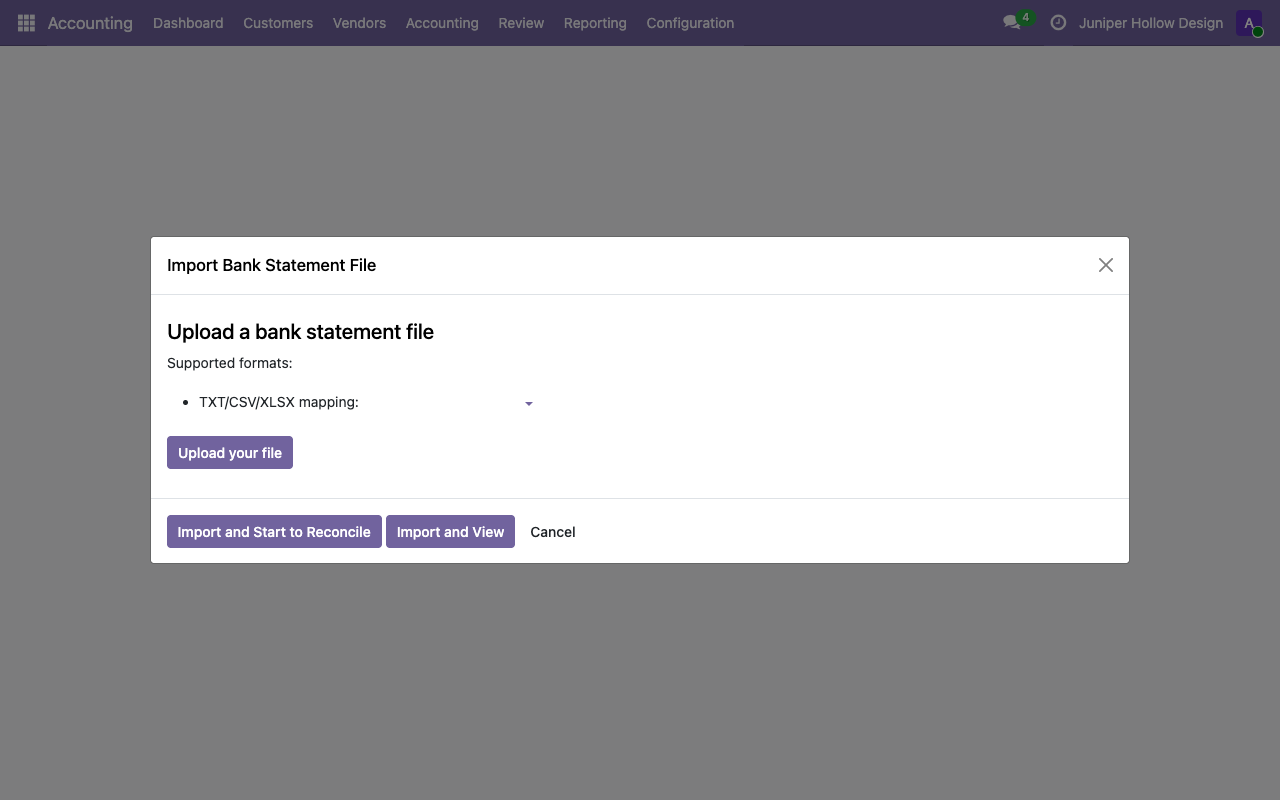 Accounting Dashboard Customers Vendors Accounting Review Reporting Configuration 4 Juniper Hollow Design A
Import Bank Statement File
Upload a bank statement file
Supported formats:
TXT/CSV/XLSX mapping:
Upload your file
Import and Start to Reconcile Import and View Cancel